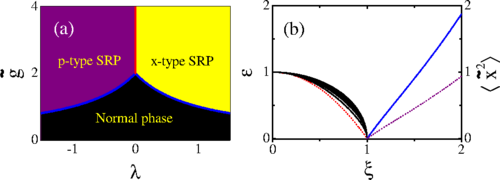 (a)
4
p-type SRP
x-type SRP
g̃
2
Normal phase
0
-1
0
1
λ
(b)
2
2
ε
1
1
⟨x̃²⟩
0
0
0
1
2
ξ